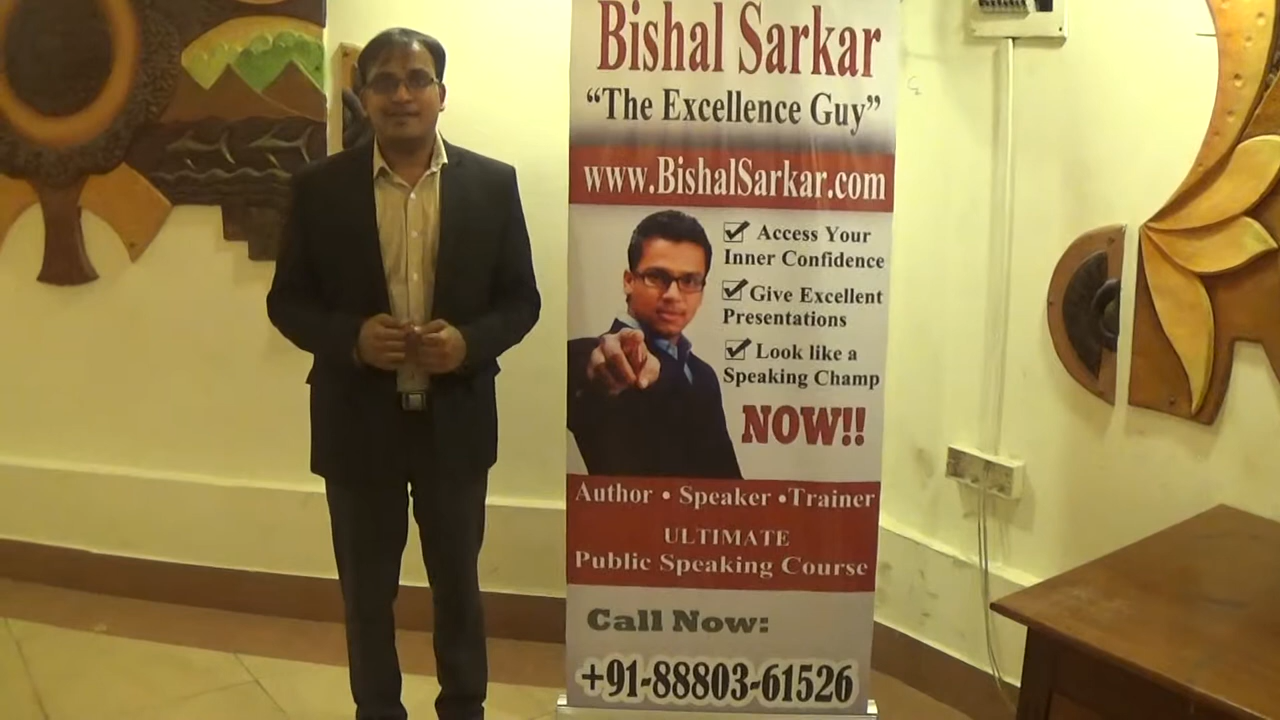 Bishal Sarkar
“The Excellence Guy”
www.BishalSarkar.com
Access Your
Inner Confidence
Give Excellent
Presentations
Look like a
Speaking Champ
NOW!!
Author • Speaker •Trainer
ULTIMATE
Public Speaking Course
Call Now:
+91-88803-61526